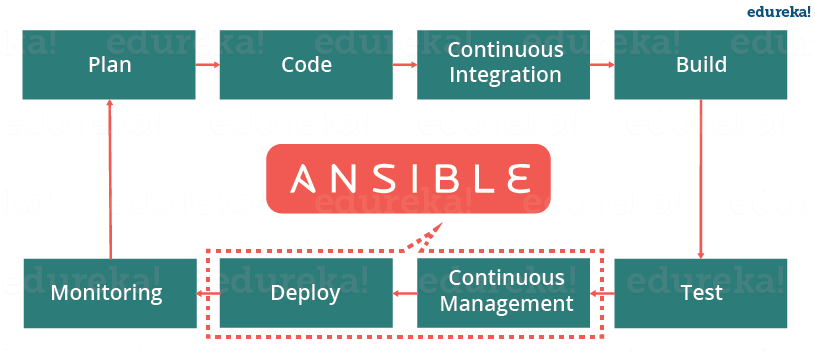 edureka!
Plan
Code
Continuous
Integration
Build
ANSIBLE
Monitoring
Deploy
Continuous
Management
Test